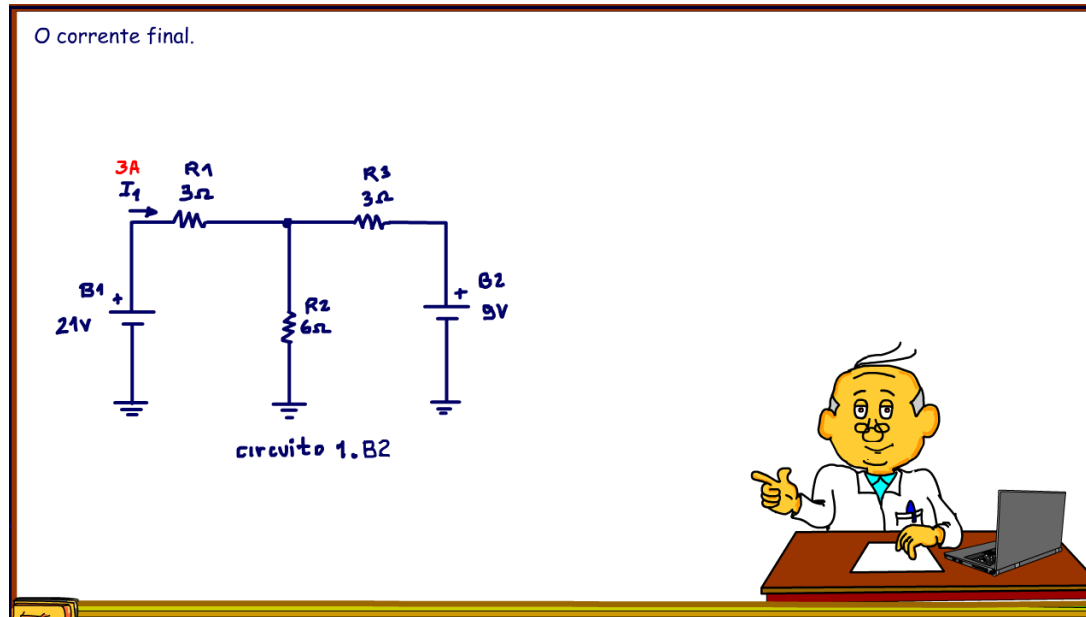 O corrente final.
3A
I1
R1
3Ω
R3
3Ω
B1 +
21V
R2
6Ω
+ B2
9V
circuito 1.B2